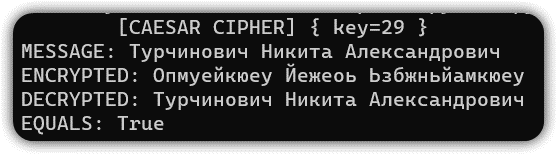 [CAESAR CIPHER] { key=29 }
MESSAGE: Турчинович Никита Александрович
ENCRYPTED: Опмуейкюеу Йежеоь Ьзбжньйамкюеу
DECRYPTED: Турчинович Никита Александрович
EQUALS: True